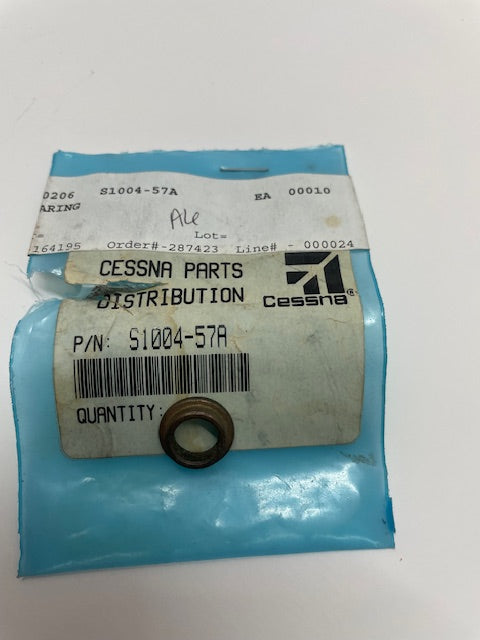 0206 S1004-57A EA 00010
ARING
Lot=
164195 Order#-287423 Line# - 000024
CESSNA PARTS
DISTRIBUTION
Cessna®
P/N: S1004-57A
QUANTITY: